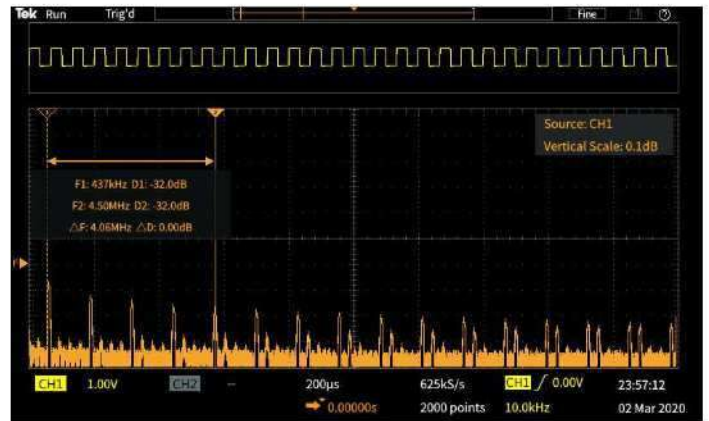 Tek Run Trig'd Fine
Source: CH1
Vertical Scale: 0.1dB
F1: 437kHz D1: -32.0dB
F2: 4.50MHz D2: -32.0dB
△F: 4.06MHz △D: 0.00dB
CH1 1.00V CH2 -- 200μs 625kS/s CH1 / 0.00V 23:57:12
0.00000s 2000 points 10.0kHz 02 Mar 2020